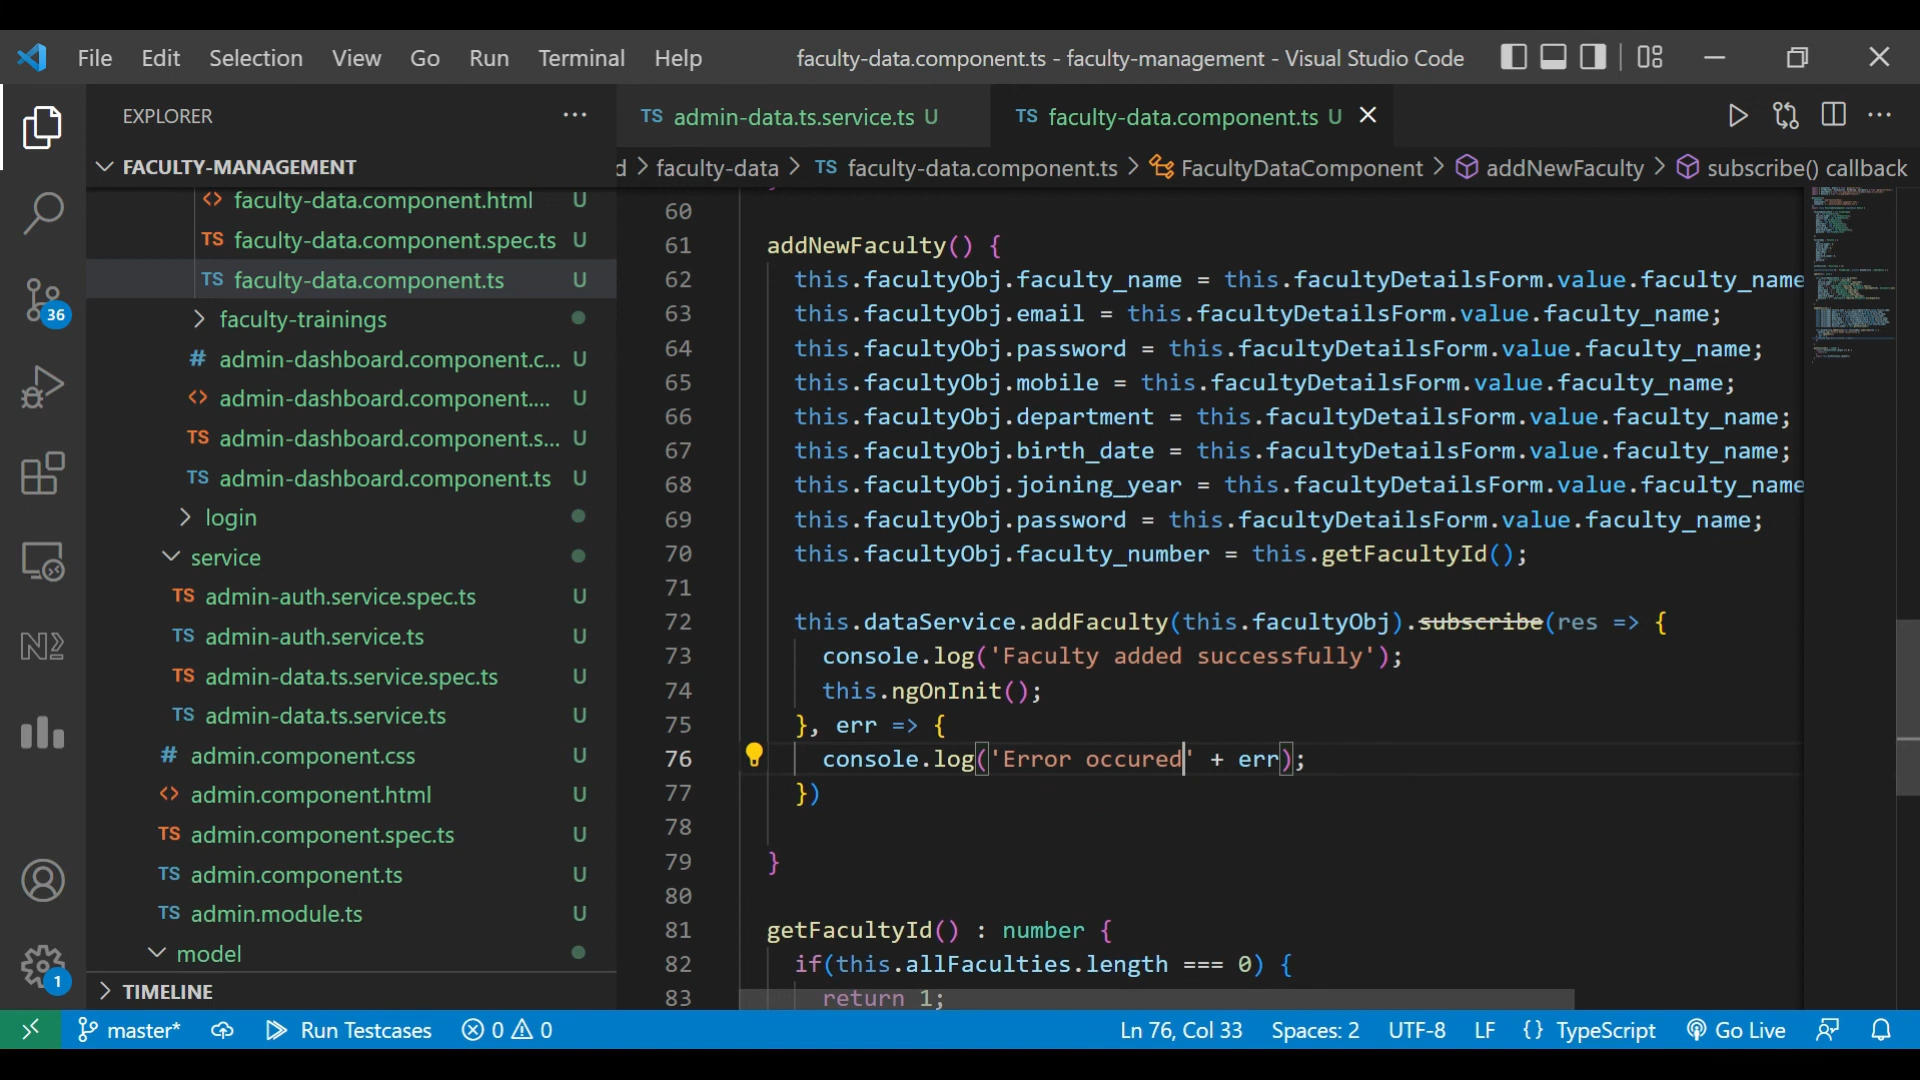 File Edit Selection View Go Run Terminal Help faculty-data.component.ts - faculty-management - Visual Studio Code
EXPLORER ···
TS admin-data.ts.service.ts U TS faculty-data.component.ts U
FACULTY-MANAGEMENT
d > faculty-data > TS faculty-data.component.ts > FacultyDataComponent > addNewFaculty > subscribe() callback
<> faculty-data.component.html U
TS faculty-data.component.spec.ts U
TS faculty-data.component.ts U
> faculty-trainings
# admin-dashboard.component.c... U
<> admin-dashboard.component.... U
TS admin-dashboard.component.s... U
TS admin-dashboard.component.ts U
> login
service
TS admin-auth.service.spec.ts U
TS admin-auth.service.ts U
TS admin-data.ts.service.spec.ts U
TS admin-data.ts.service.ts U
# admin.component.css U
<> admin.component.html U
TS admin.component.spec.ts U
TS admin.component.ts U
TS admin.module.ts U
model
> TIMELINE
36
1
60
61 addNewFaculty() {
62 this.facultyObj.faculty_name = this.facultyDetailsForm.value.faculty_name
63 this.facultyObj.email = this.facultyDetailsForm.value.faculty_name;
64 this.facultyObj.password = this.facultyDetailsForm.value.faculty_name;
65 this.facultyObj.mobile = this.facultyDetailsForm.value.faculty_name;
66 this.facultyObj.department = this.facultyDetailsForm.value.faculty_name;
67 this.facultyObj.birth_date = this.facultyDetailsForm.value.faculty_name;
68 this.facultyObj.joining_year = this.facultyDetailsForm.value.faculty_name
69 this.facultyObj.password = this.facultyDetailsForm.value.faculty_name;
70 this.facultyObj.faculty_number = this.getFacultyId();
71
72 this.dataService.addFaculty(this.facultyObj).subscribe(res => {
73 console.log('Faculty added successfully');
74 this.ngOnInit();
75 }, err => {
76 console.log('Error occured' + err);
77 })
78
79 }
80
81 getFacultyId() : number {
82 if(this.allFaculties.length === 0) {
83 return 1;
master* Run Testcases 0 0 Ln 76, Col 33 Spaces: 2 UTF-8 LF {} TypeScript Go Live